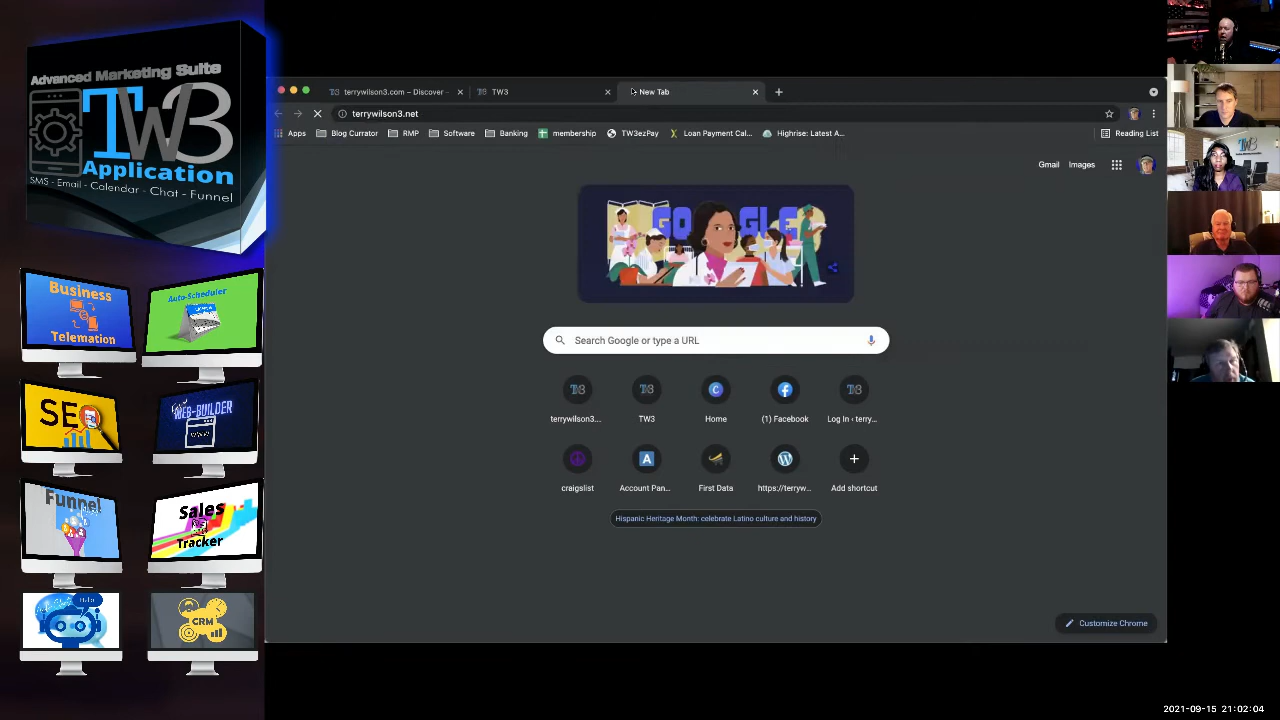 Advanced Marketing Suite
TW3
Application
SMS - Email - Calendar - Chat - Funnel
Business
Telemation
Auto-Scheduler
SEO
WEB-BUILDER
WWW
Funnel
Sales
Tracker
Hello
CRM
terrywilson3.com – Discover
TW3
New Tab
terrywilson3.net
Apps
Blog Currator
RMP
Software
Banking
membership
TW3ezPay
Loan Payment Cal...
Highrise: Latest A...
Reading List
Gmail
Images
GOOGLE
Search Google or type a URL
terrywilson3...
TW3
Home
(1) Facebook
Log In ‹ terry...
craigslist
Account Pan...
First Data
https://terryw...
Add shortcut
Hispanic Heritage Month: celebrate Latino culture and history
Customize Chrome
TW3
2021-09-15 21:02:04